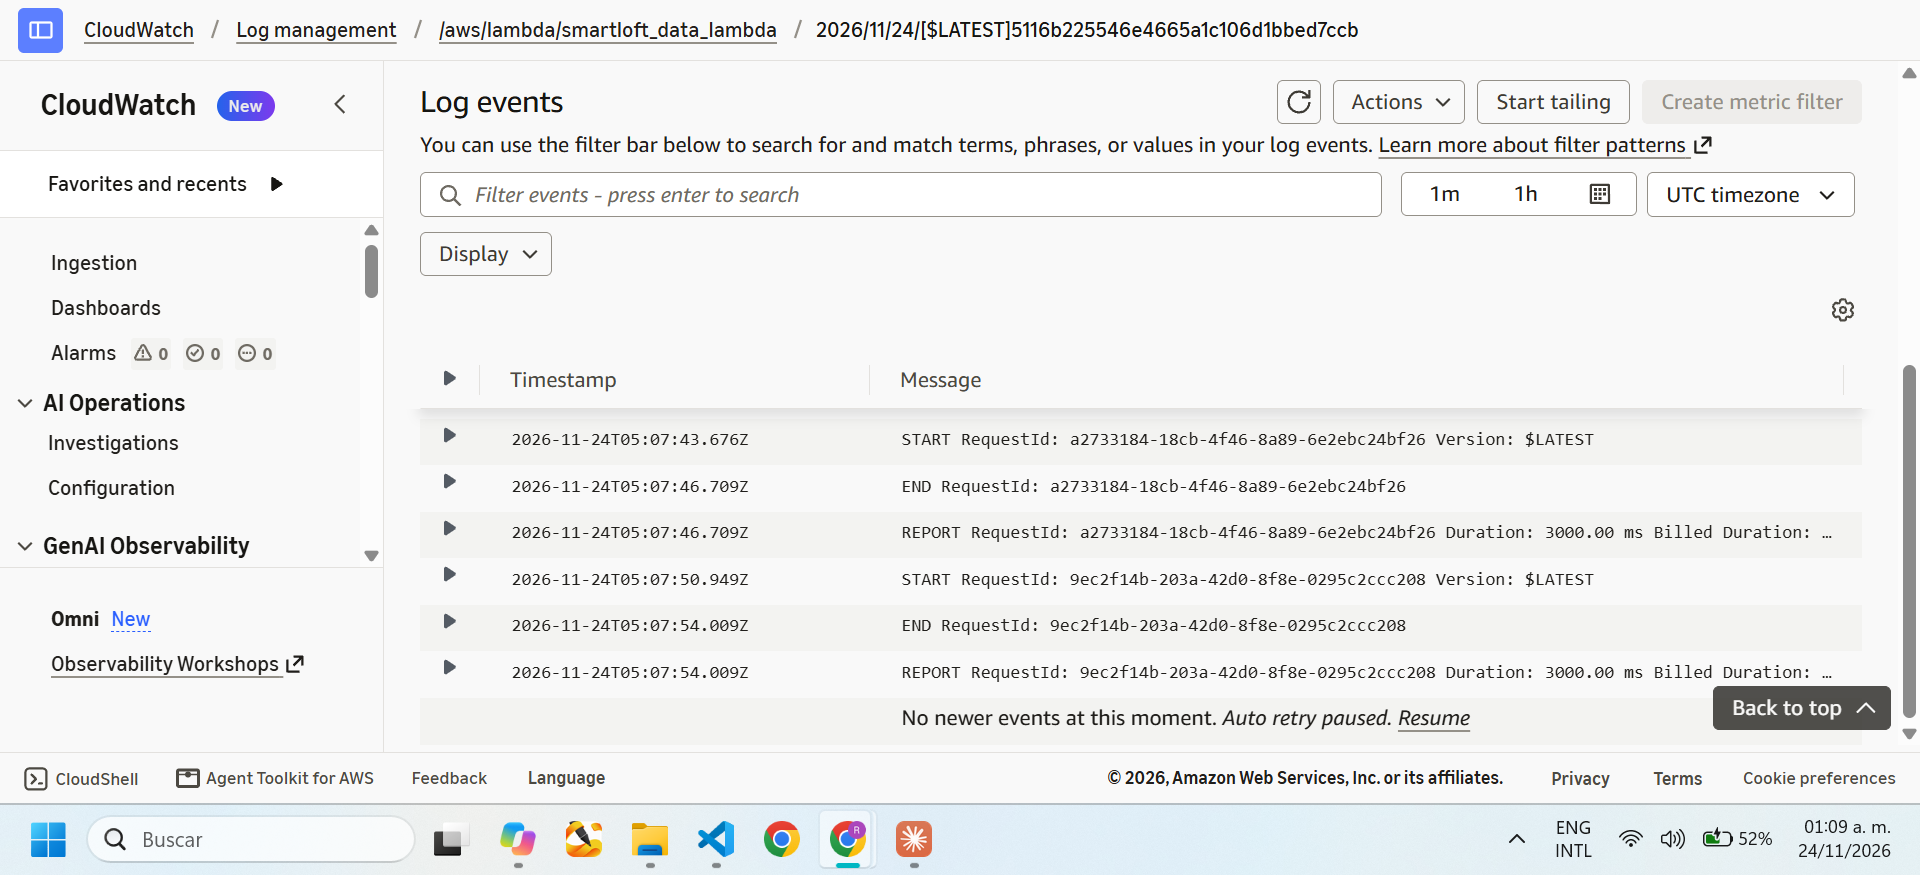 CloudWatch / Log management / /aws/lambda/smartloft_data_lambda / 2026/11/24/[$LATEST]5116b225546e4665a1c106d1bbed7ccb
CloudWatch New
Favorites and recents
Ingestion
Dashboards
Alarms 0 0 0
AI Operations
Investigations
Configuration
GenAI Observability
Omni New
Observability Workshops
Log events
Actions
Start tailing
Create metric filter
You can use the filter bar below to search for and match terms, phrases, or values in your log events. Learn more about filter patterns
Filter events - press enter to search
1m 1h
UTC timezone
Display
Timestamp Message
2026-11-24T05:07:43.676Z START RequestId: a2733184-18cb-4f46-8a89-6e2ebc24bf26 Version: $LATEST
2026-11-24T05:07:46.709Z END RequestId: a2733184-18cb-4f46-8a89-6e2ebc24bf26
2026-11-24T05:07:46.709Z REPORT RequestId: a2733184-18cb-4f46-8a89-6e2ebc24bf26 Duration: 3000.00 ms Billed Duration: …
2026-11-24T05:07:50.949Z START RequestId: 9ec2f14b-203a-42d0-8f8e-0295c2ccc208 Version: $LATEST
2026-11-24T05:07:54.009Z END RequestId: 9ec2f14b-203a-42d0-8f8e-0295c2ccc208
2026-11-24T05:07:54.009Z REPORT RequestId: 9ec2f14b-203a-42d0-8f8e-0295c2ccc208 Duration: 3000.00 ms Billed Duration: …
No newer events at this moment. Auto retry paused. Resume
Back to top
CloudShell Agent Toolkit for AWS Feedback Language © 2026, Amazon Web Services, Inc. or its affiliates. Privacy Terms Cookie preferences
Buscar
R
ENG
INTL
52%
01:09 a. m.
24/11/2026